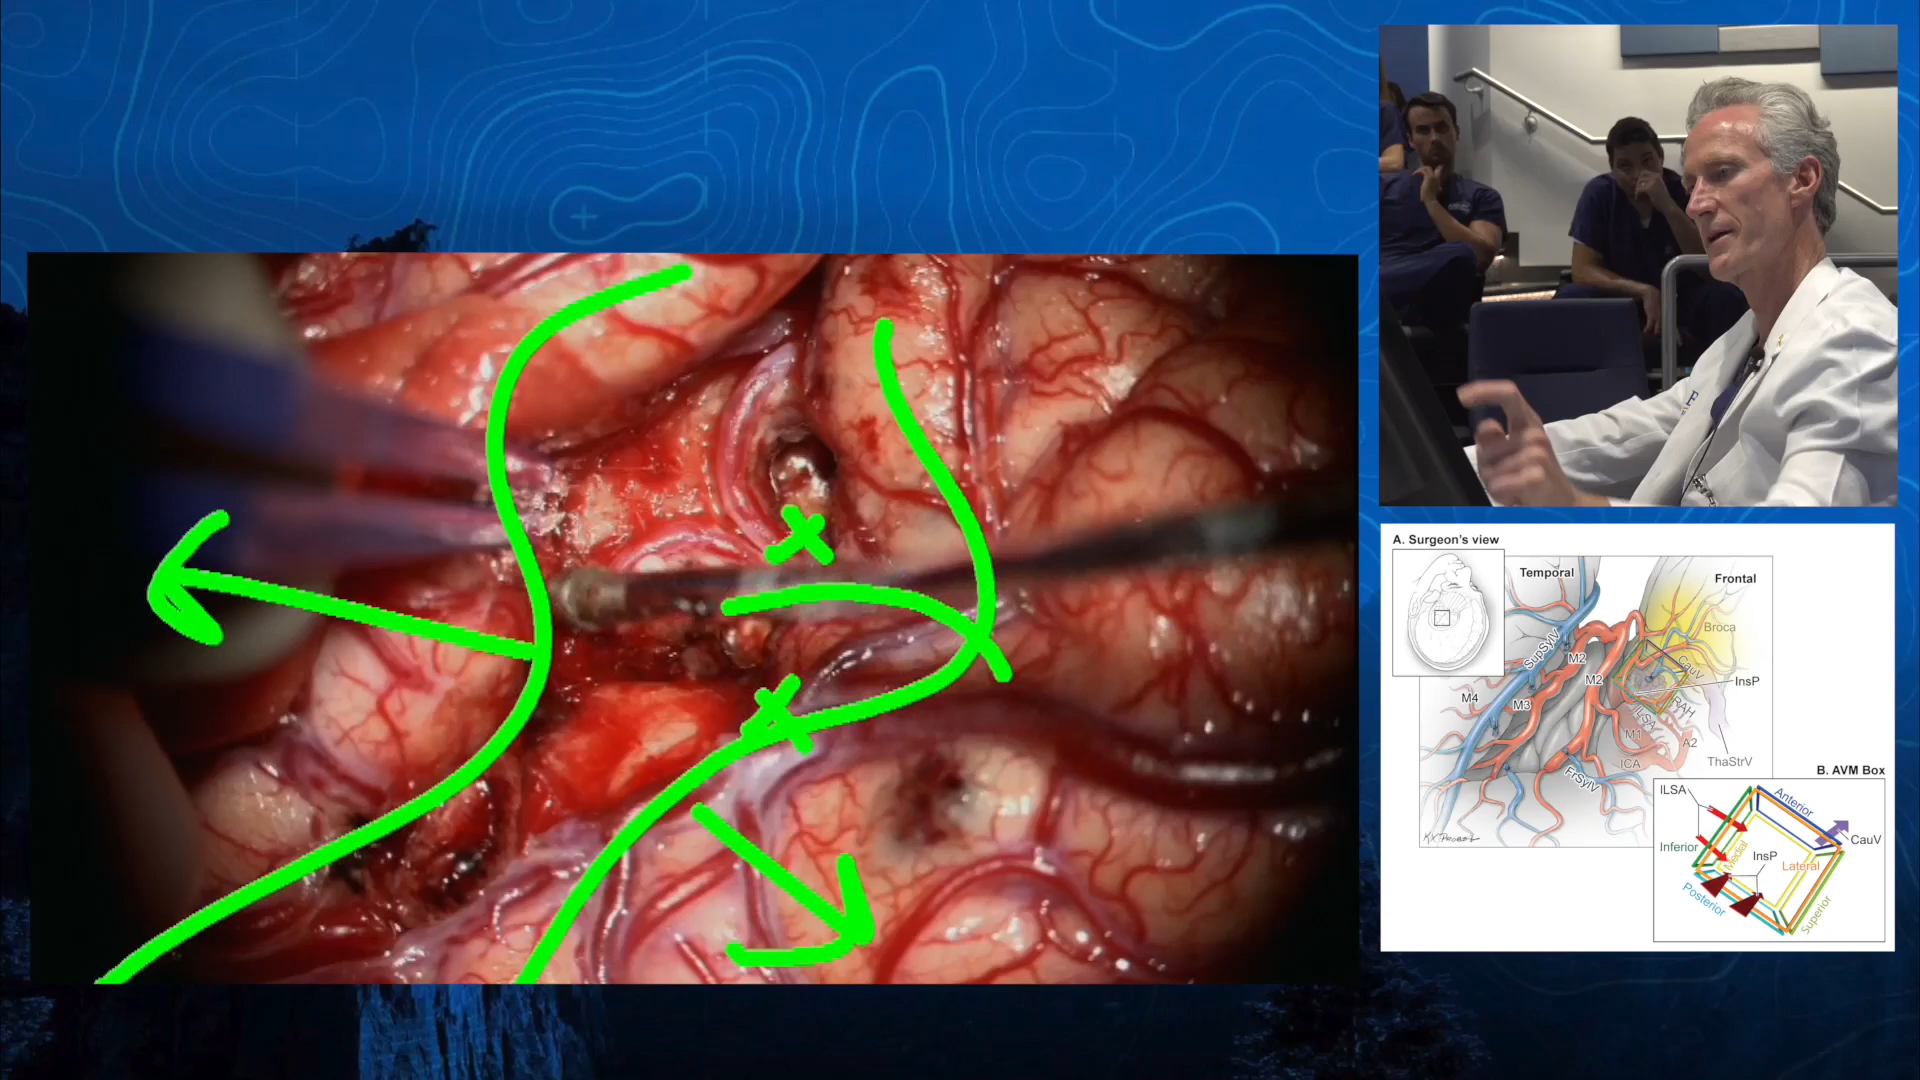 A. Surgeon's view
Temporal
Frontal
Broca
SupSylV
M2
CauV
M2
InsP
M4
M3
RAH
ILSA
M1
A2
ICA
ThaStrV
FrSylV
B. AVM Box
ILSA
Anterior
CauV
Inferior
Medial
InsP
Lateral
Posterior
Superior